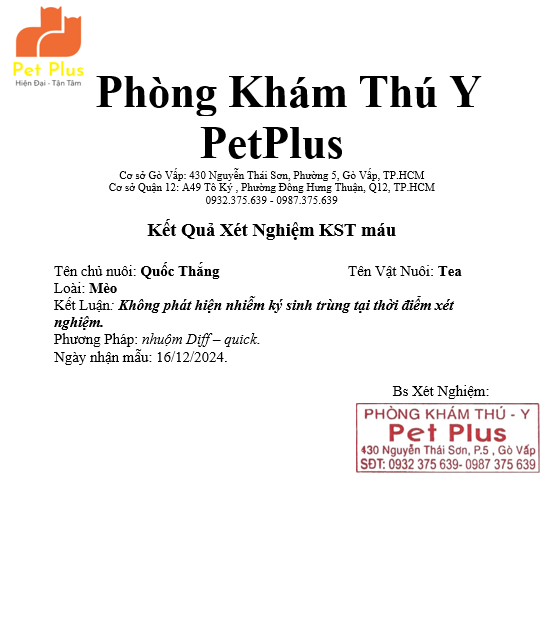 Pet Plus
Hiện Đại - Tận Tâm
Phòng Khám Thú Y
PetPlus
Cơ sở Gò Vấp: 430 Nguyễn Thái Sơn, Phường 5, Gò Vấp, TP.HCM
Cơ sở Quận 12: A49 Tô Ký , Phường Đông Hưng Thuận, Q12, TP.HCM
0932.375.639 - 0987.375.639
Kết Quả Xét Nghiệm KST máu
Tên chủ nuôi: Quốc Thắng Tên Vật Nuôi: Tea
Loài: Mèo
Kết Luận: Không phát hiện nhiễm ký sinh trùng tại thời điểm xét
nghiệm.
Phương Pháp: nhuộm Diff – quick.
Ngày nhận mẫu: 16/12/2024.
Bs Xét Nghiệm:
PHÒNG KHÁM THÚ - Y
Pet Plus
430 Nguyễn Thái Sơn, P.5 , Gò Vấp
SĐT: 0932 375 639- 0987 375 639